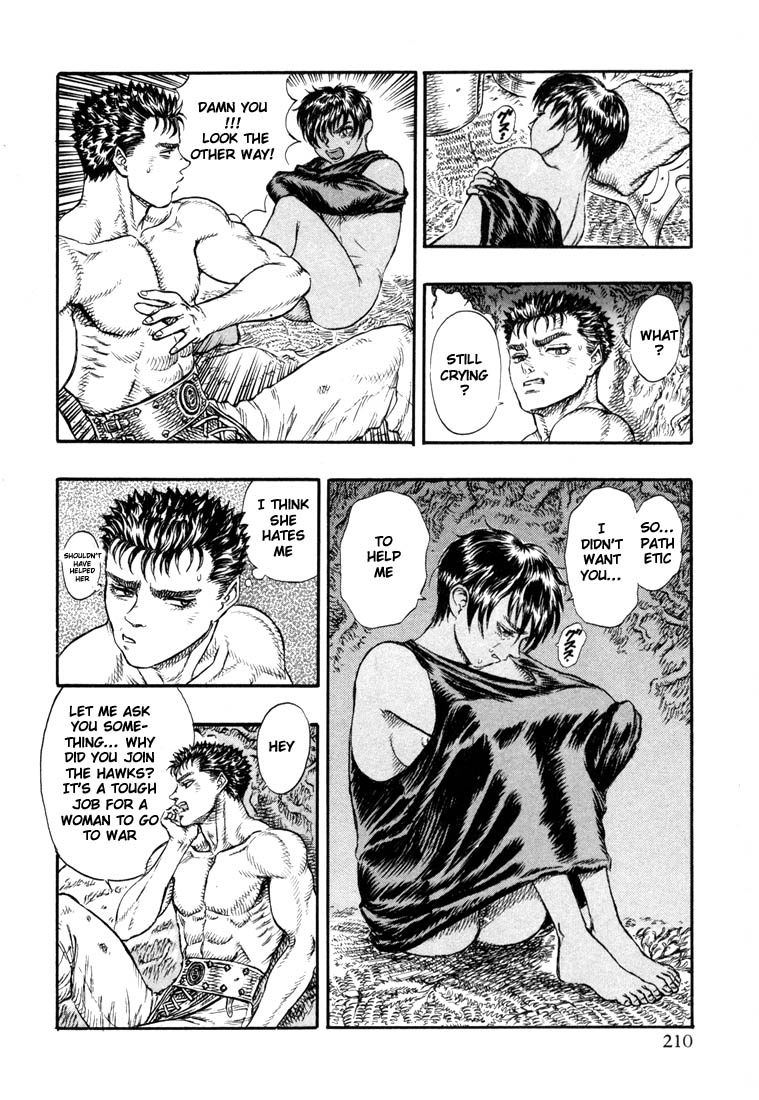 WHAT
?
STILL
CRYING
?
DAMN YOU
!!!
LOOK THE
OTHER WAY!
SO...
PATH
ETIC
I
DIDN'T
WANT
YOU...
TO
HELP
ME
I THINK
SHE
HATES
ME
SHOULDN'T
HAVE
HELPED
HER
HEY
LET ME ASK
YOU SOME-
THING... WHY
DID YOU JOIN
THE HAWKS?
IT'S A TOUGH
JOB FOR A
WOMAN TO GO
TO WAR
210